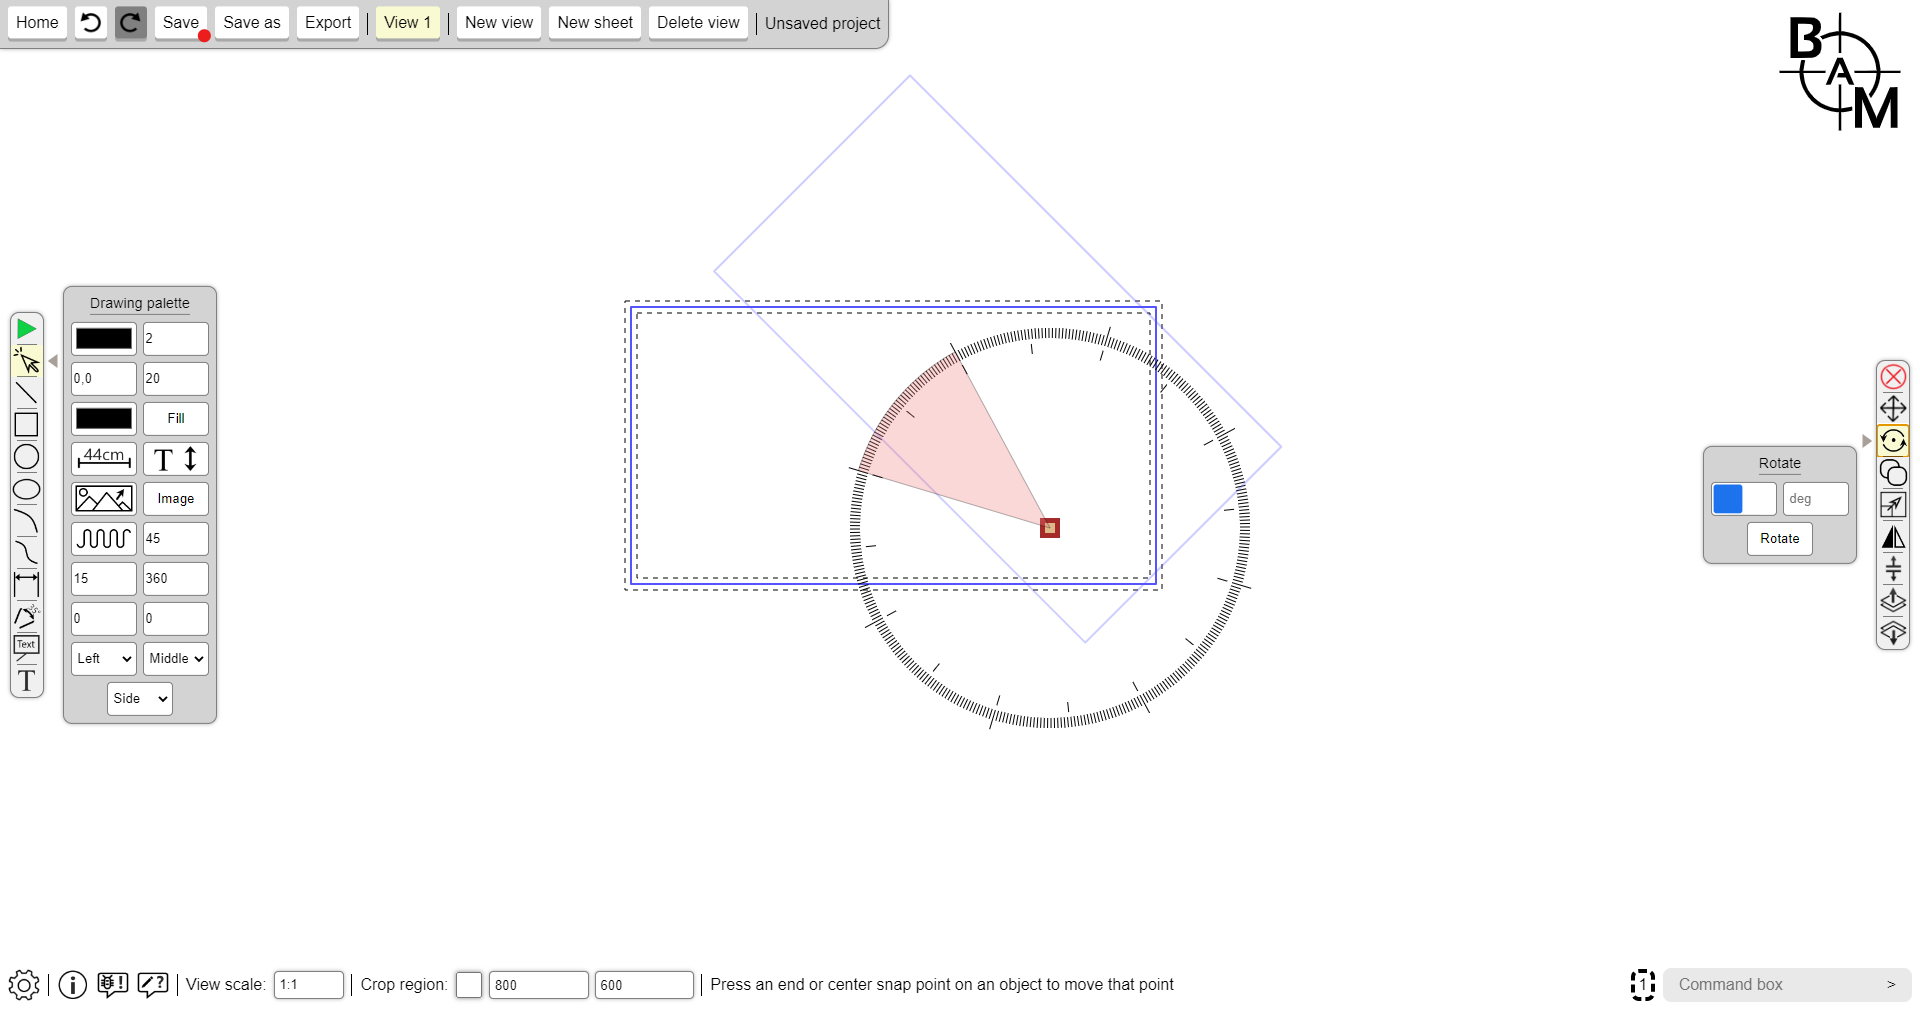 Home Save Save as Export View 1 New view New sheet Delete view Unsaved project
B
A
M
Drawing palette
2
0,0 20
Fill
44cm T
Image
45
15 360
0 0
Left Middle
Side
35°
Text
T
Rotate
deg
Rotate
View scale: 1:1 Crop region: 800 600 Press an end or center snap point on an object to move that point
1 Command box >